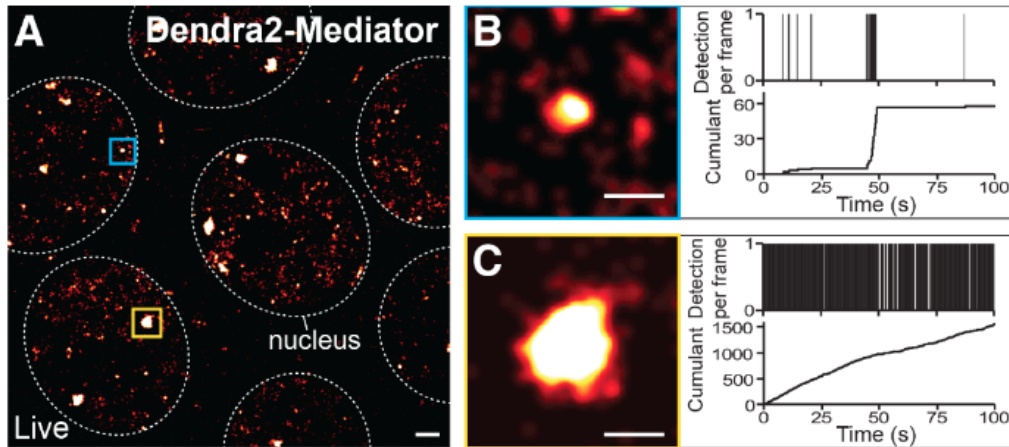 A Dendra2-Mediator
nucleus
Live
B
Detection
per frame
1
0
Cumulant
60
30
0
0 25 50 75 100
Time (s)
C
Detection
per frame
1
0
Cumulant
1500
1000
500
0
0 25 50 75 100
Time (s)